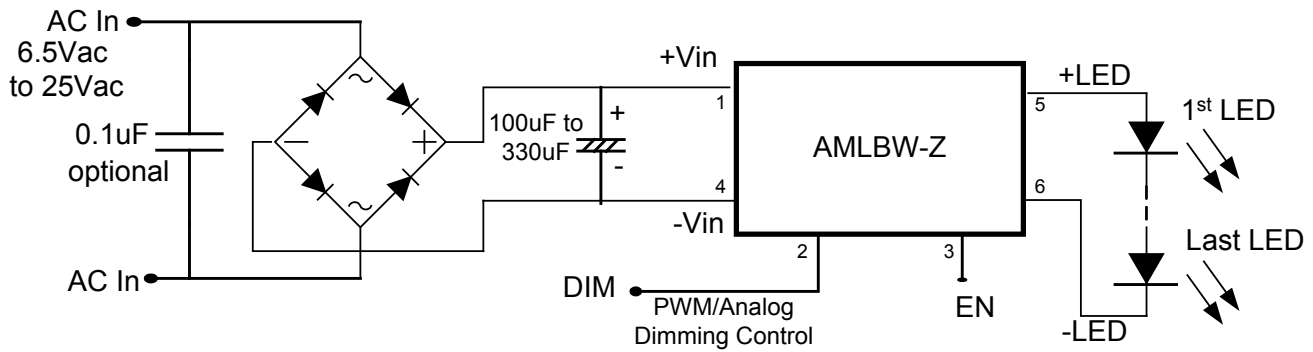 AC In
6.5Vac
to 25Vac
0.1uF
optional
AC In
~
−
+
~
100uF to
330uF
+
-
+Vin
-Vin
1
4
AMLBW-Z
2
3
5
6
DIM
PWM/Analog
Dimming Control
EN
+LED
1st LED
Last LED
-LED